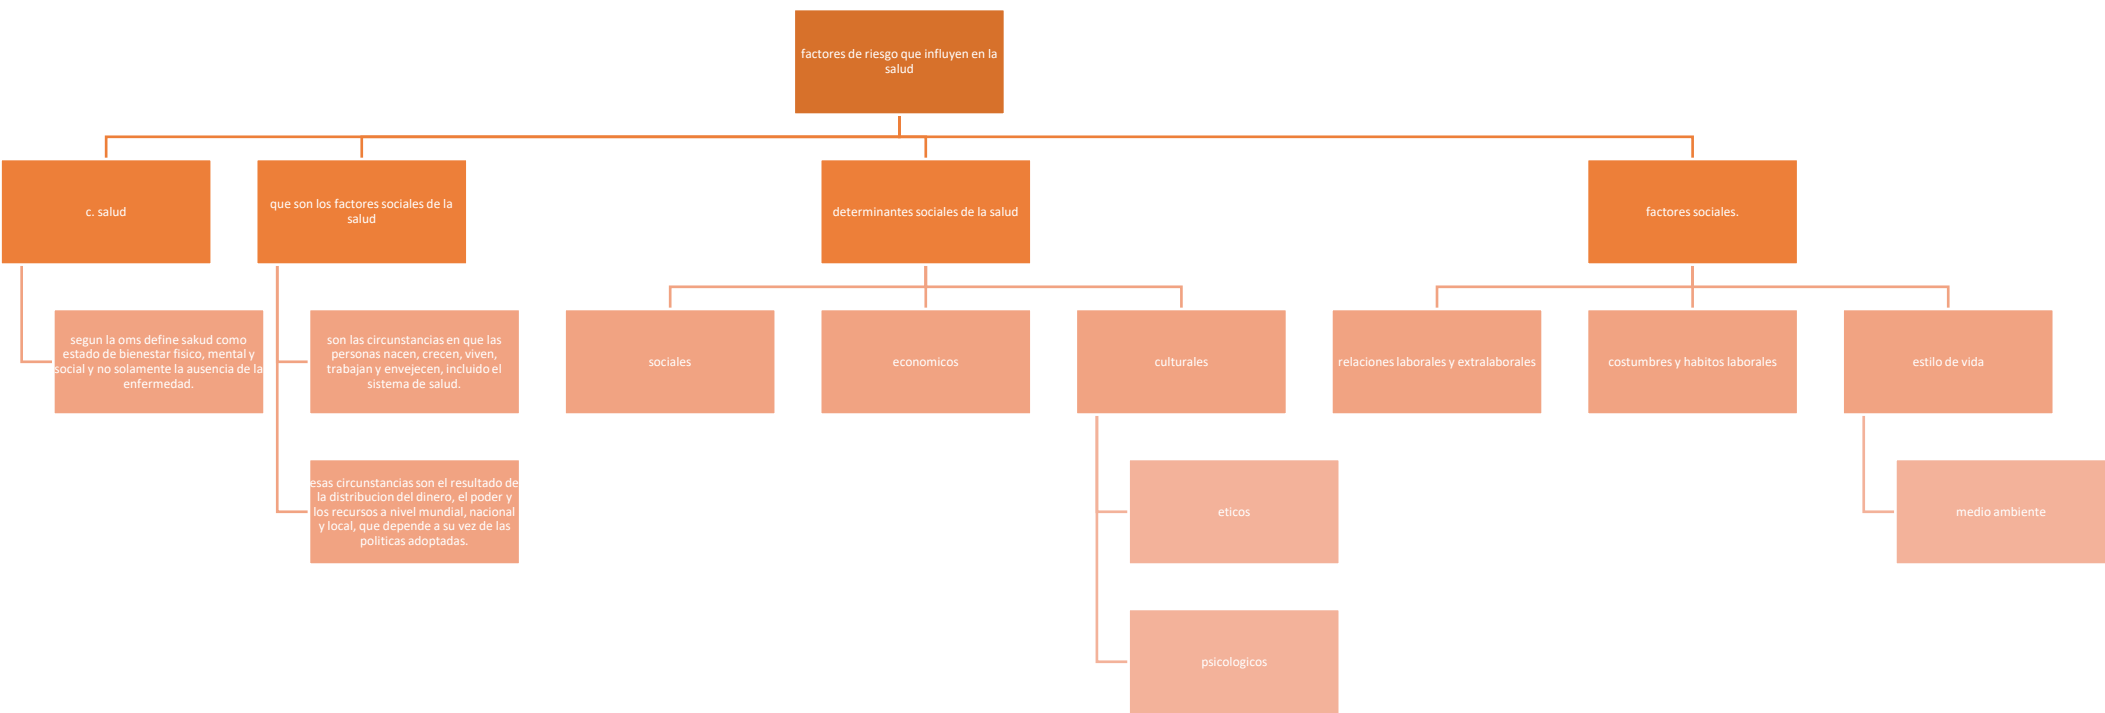 factores de riesgo que influyen en la
salud
c. salud
que son los factores sociales de la
salud
determinantes sociales de la salud
factores sociales.
segun la oms define sakud como
estado de bienestar fisico, mental y
social y no solamente la ausencia de la
enfermedad.
son las circunstancias en que las
personas nacen, crecen, viven,
trabajan y envejecen, incluido el
sistema de salud.
sociales
economicos
culturales
relaciones laborales y extralaborales
costumbres y habitos laborales
estilo de vida
esas circunstancias son el resultado de
la distribucion del dinero, el poder y
los recursos a nivel mundial, nacional
y local, que depende a su vez de las
politicas adoptadas.
eticos
medio ambiente
psicologicos